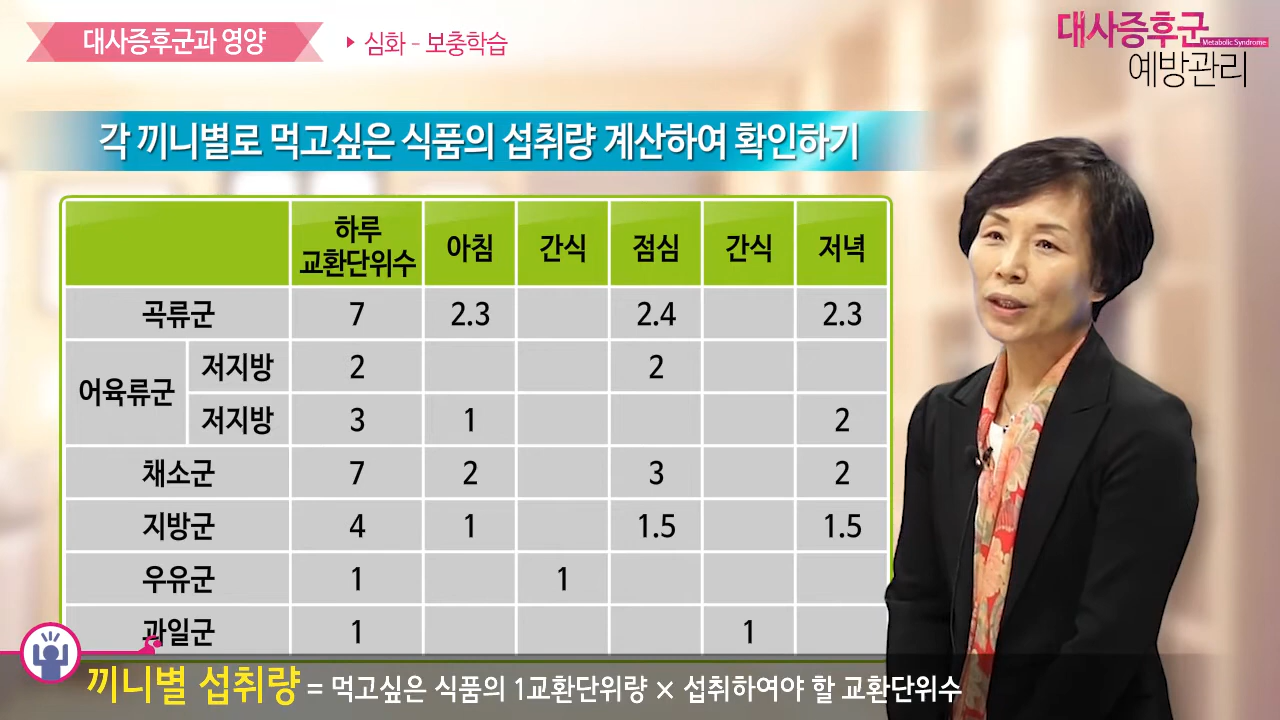 대사증후군과 영양
심화 - 보충학습
대사증후군
Metabolic Syndrome
예방관리
각 끼니별로 먹고싶은 식품의 섭취량 계산하여 확인하기
하루
교환단위수 아침 간식 점심 간식 저녁
곡류군 7 2.3 2.4 2.3
어육류군 저지방 2 2
저지방 3 1 2
채소군 7 2 3 2
지방군 4 1 1.5 1.5
우유군 1 1
과일군 1 1
끼니별 섭취량 = 먹고싶은 식품의 1교환단위량 × 섭취하여야 할 교환단위수